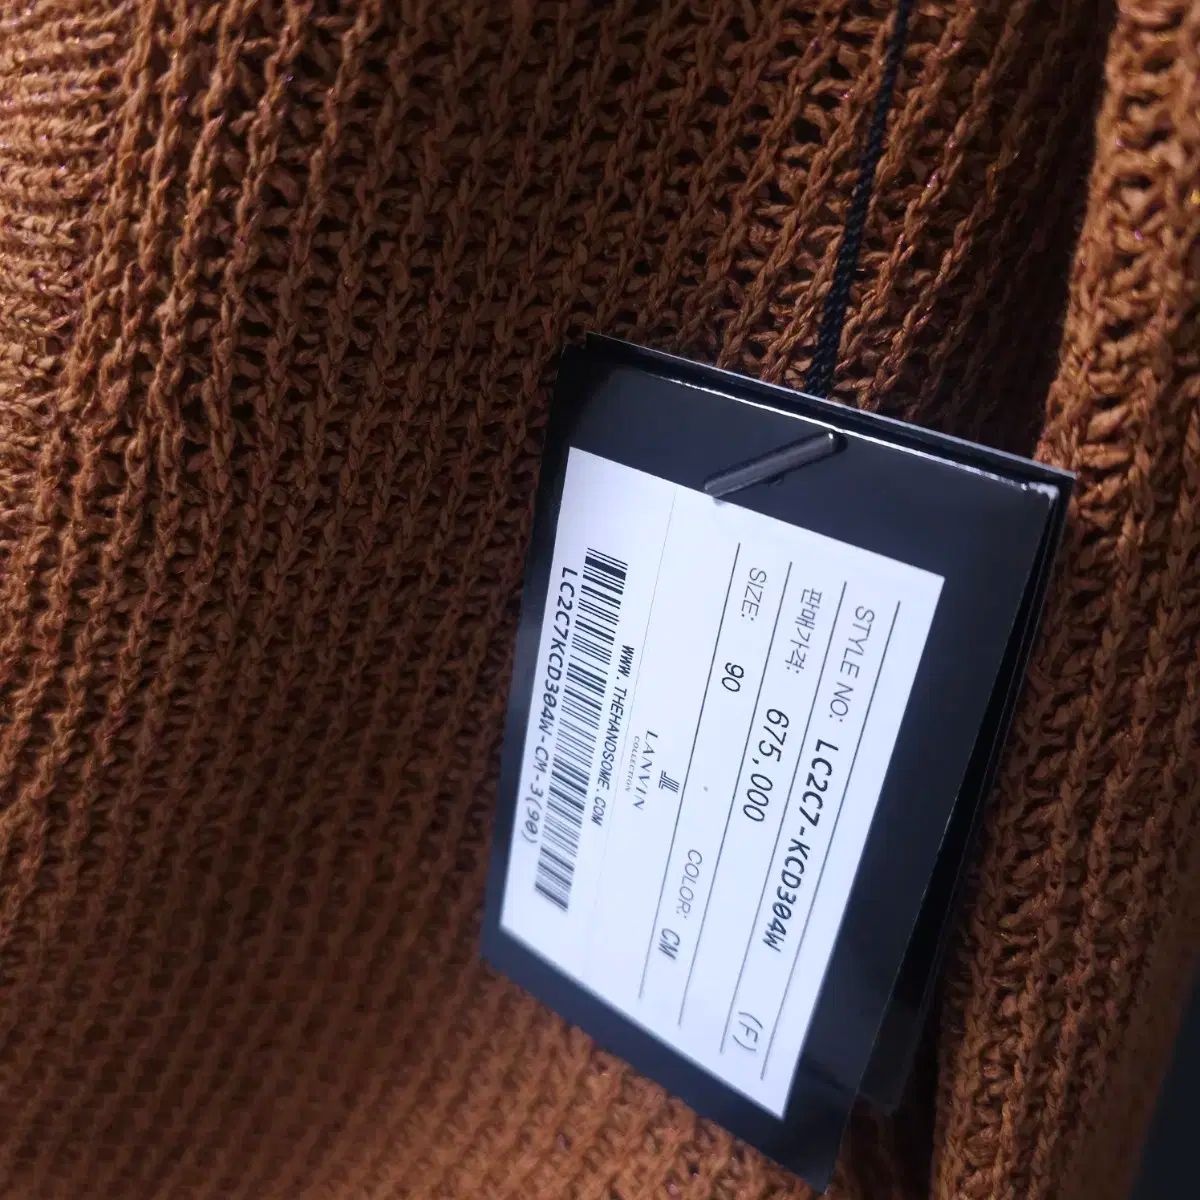 STYLE NO: LC2C7-KCD304W
판매가격: 675,000 (F)
SIZE: 90 COLOR: CM
LANVIN
COLLECTION
WWW.THEHANDSOME.COM
LC2C7KCD304W-CM-3(90)